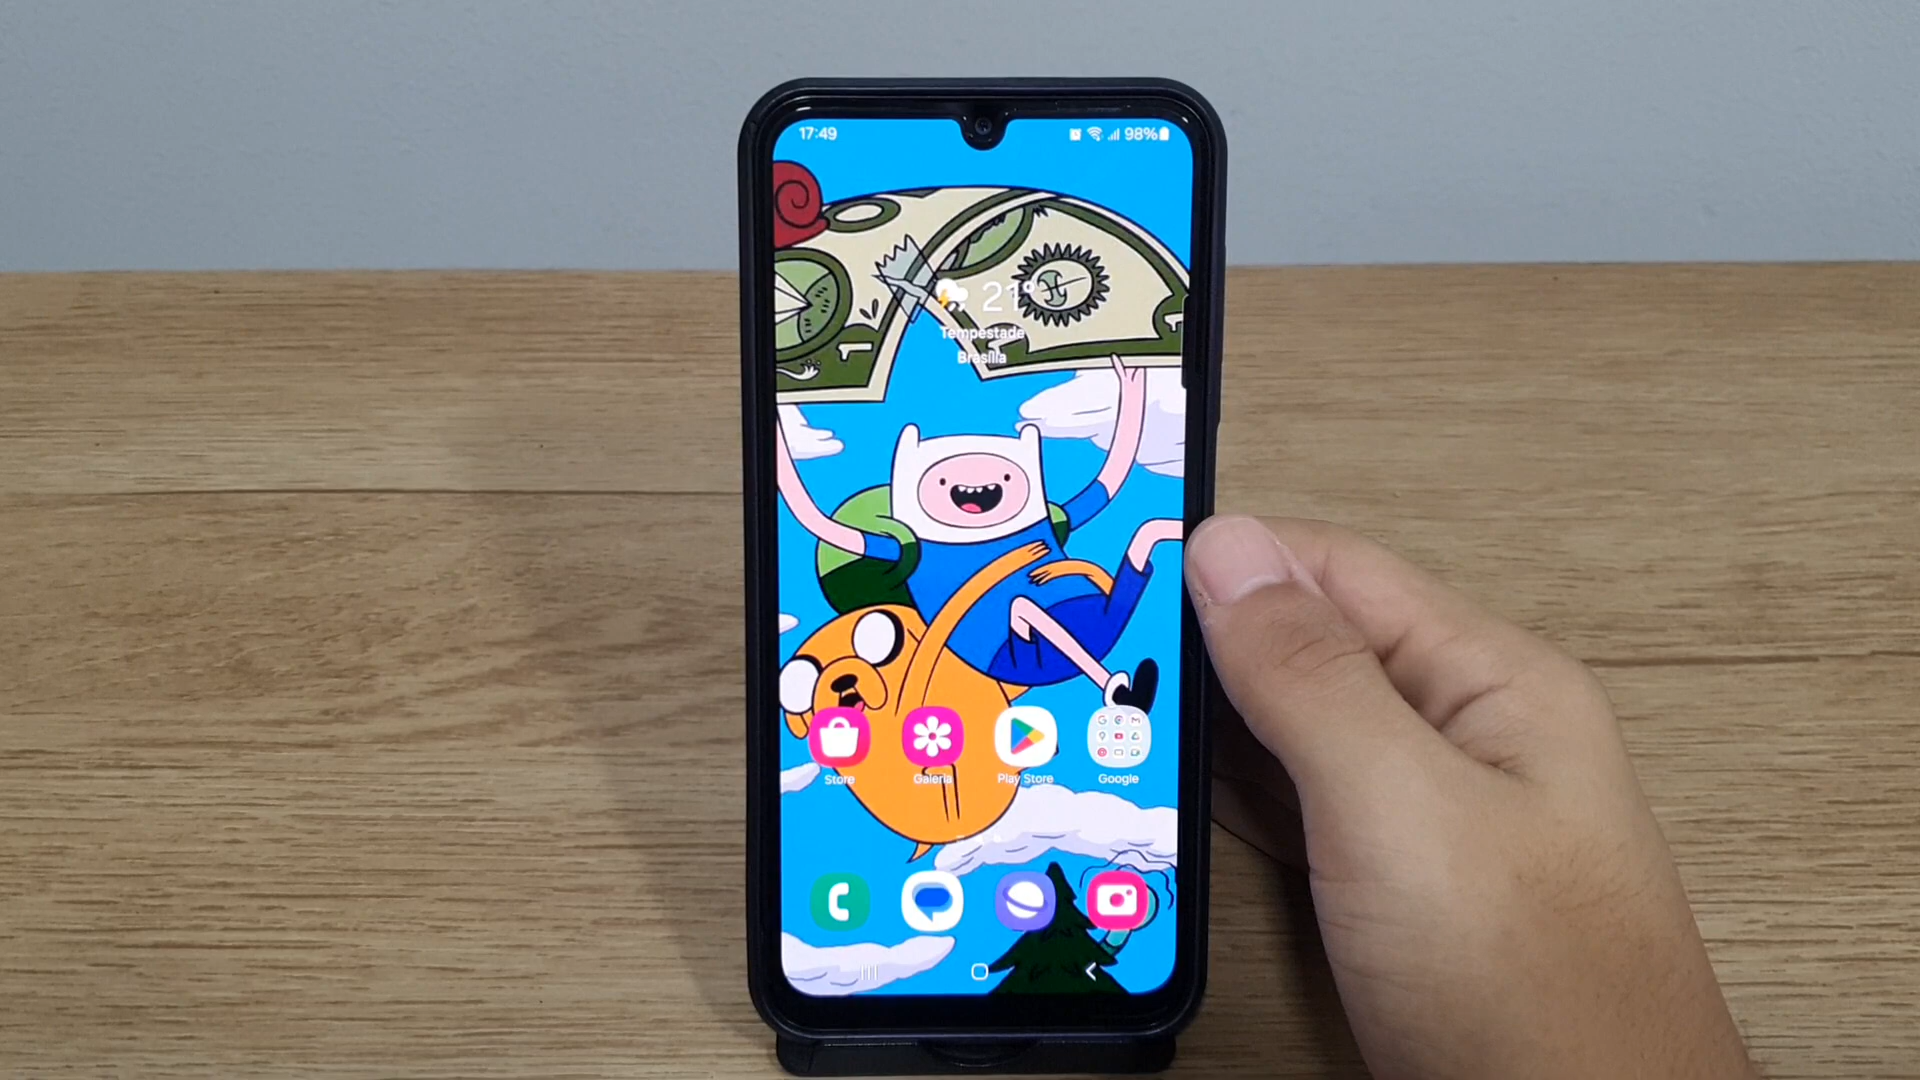 17:49
98%
21°
Tempestade
Brasília
Store
Galeria
Play Store
Google